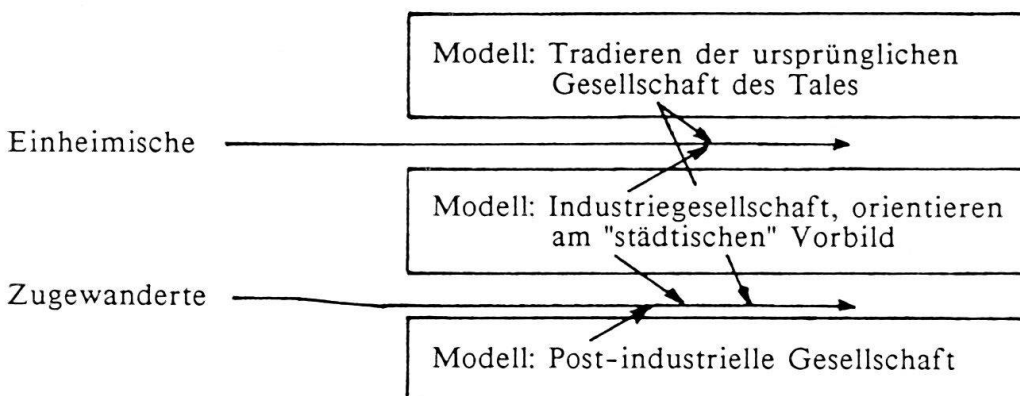 Modell: Tradieren der ursprünglichen
Gesellschaft des Tales
Einheimische
Modell: Industriegesellschaft, orientieren
am "städtischen" Vorbild
Zugewanderte
Modell: Post-industrielle Gesellschaft